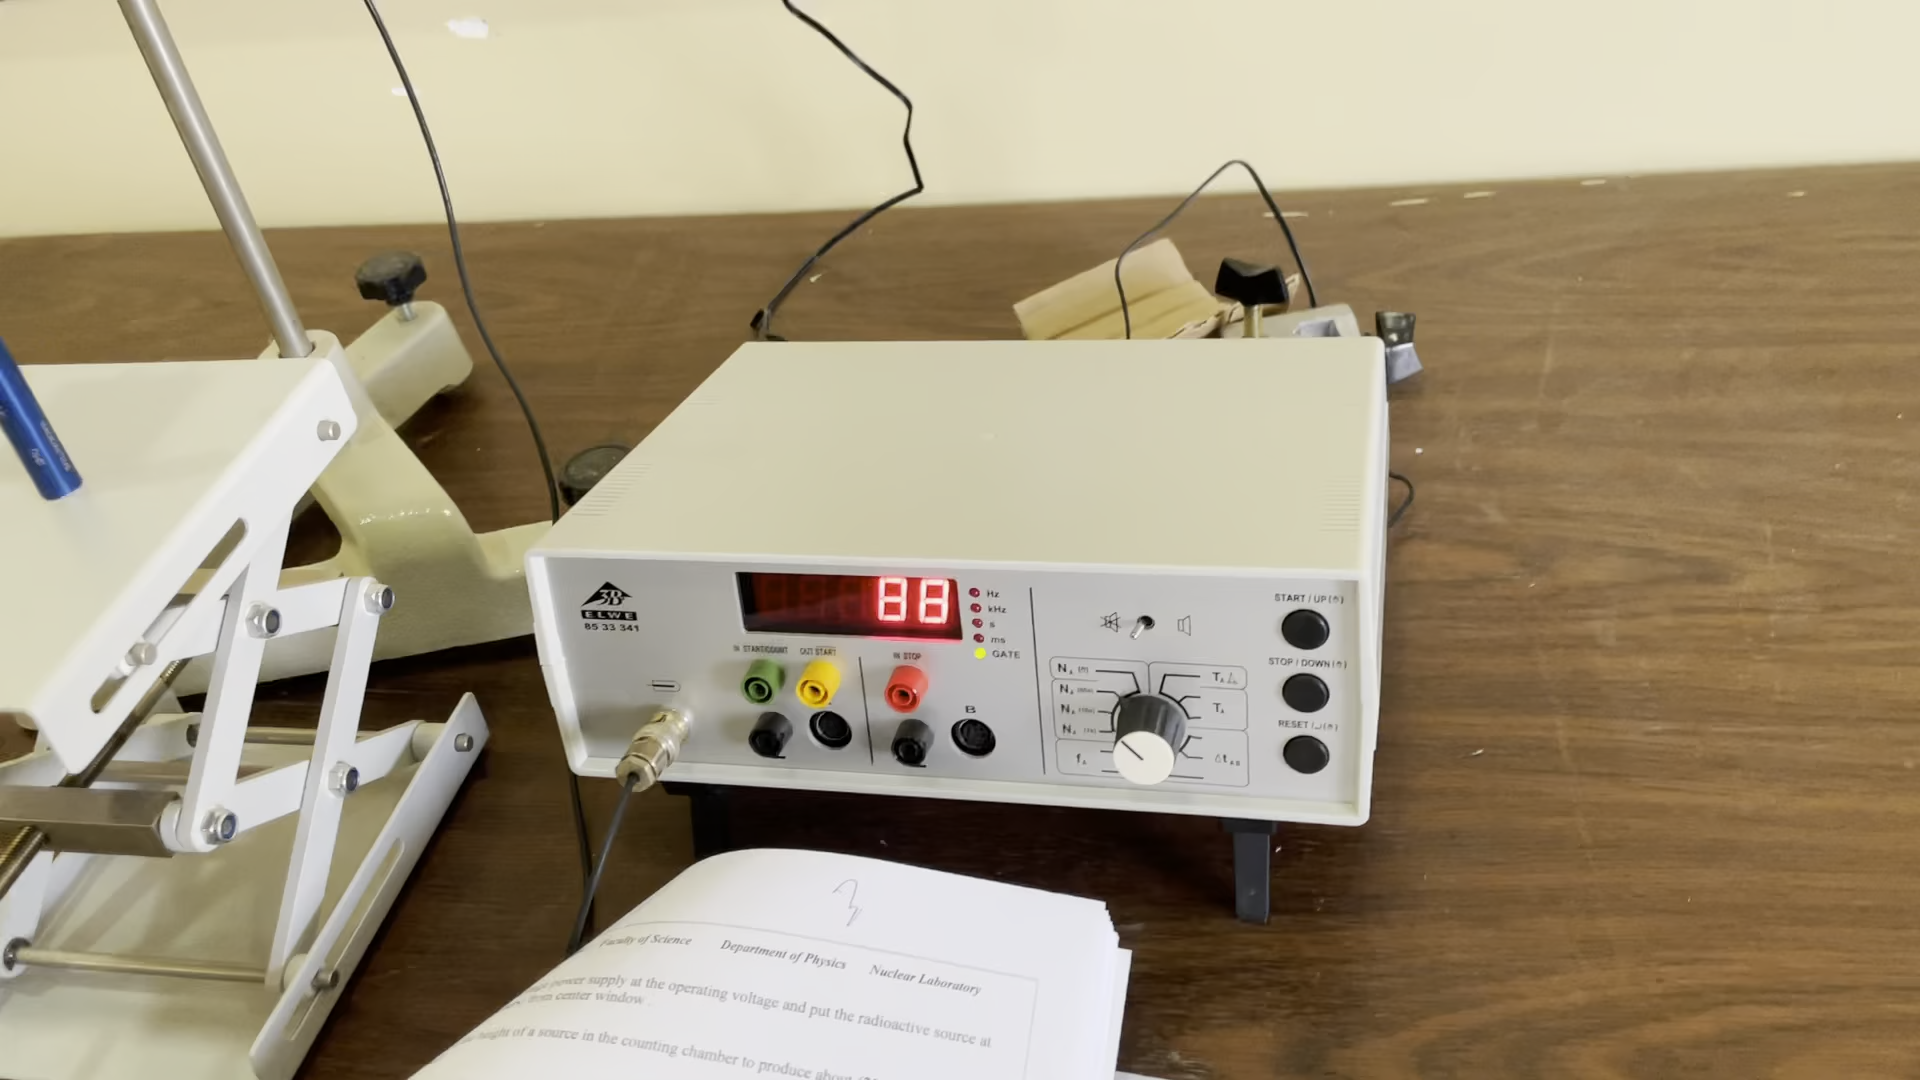 88
Hz
kHz
s
ms
GATE
3B
ELWE
85 33 341
IN START/COUNT
OUT START
IN STOP
B
START / UP
STOP / DOWN
RESET /
Faculty of Science Department of Physics Nuclear Laboratory
power supply at the operating voltage and put the radioactive source at
from center window
height of a source in the counting chamber to produce about